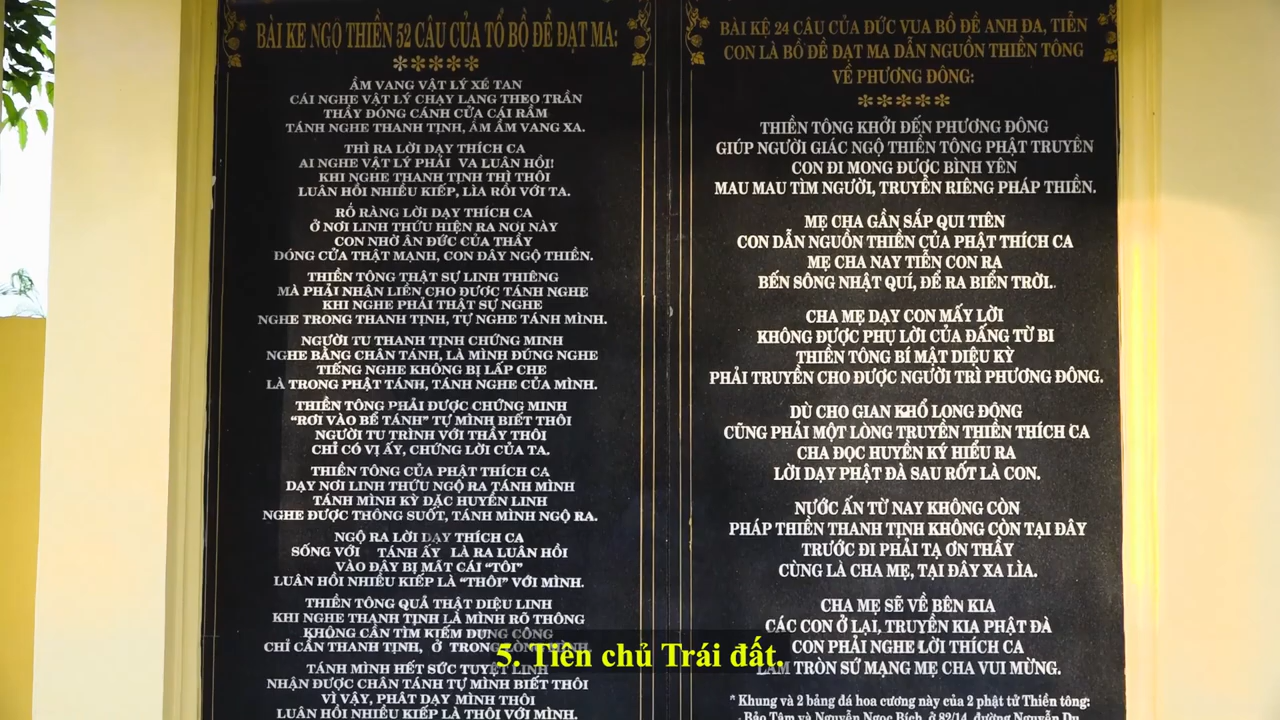 BÀI KỆ NGỘ THIỀN 52 CÂU CỦA TỔ BỒ ĐỀ ĐẠT MA:
*****
ẦM VANG VẬT LÝ XÉ TAN
CÁI NGHE VẬT LÝ CHẠY LANG THEO TRẦN
THẦY ĐÓNG CÁNH CỬA CÁI RẦM
TÁNH NGHE THANH TỊNH, ẦM ẦM VANG XA.
THÌ RA LỜI DẠY THÍCH CA
AI NGHE VẬT LÝ PHẢI VA LUÂN HỒI!
KHI NGHE THANH TỊNH THÌ THÔI
LUÂN HỒI NHIỀU KIẾP, LÌA RỒI VỚI TA.
RỐ RÀNG LỜI DẠY THÍCH CA
Ở NƠI LINH THỨU HIỆN RA NƠI NÀY
CON NHỜ ÂN ĐỨC CỦA THẦY
ĐÓNG CỬA THẬT MẠNH, CON ĐÂY NGỘ THIỀN.
THIỀN TÔNG THẬT SỰ LINH THIÊNG
MÀ PHẢI NHẬN LIỀN CHO ĐƯỢC TÁNH NGHE
KHI NGHE PHẢI THẬT SỰ NGHE
NGHE TRONG THANH TỊNH, TỰ NGHE TÁNH MÌNH.
NGƯỜI TU THANH TỊNH CHỨNG MINH
NGHE BẰNG CHÂN TÁNH, LÀ MÌNH ĐÚNG NGHE
TIẾNG NGHE KHÔNG BỊ LẤP CHE
LÀ TRONG PHẬT TÁNH, TÁNH NGHE CỦA MÌNH.
THIỀN TÔNG PHẢI ĐƯỢC CHỨNG MINH
“RƠI VÀO BỂ TÁNH” TỰ MÌNH BIẾT THÔI
NGƯỜI TU TRÌNH VỚI THẦY THÔI
CHỈ CÓ VỊ ẤY, CHỨNG LỜI CỦA TA.
THIỀN TÔNG CỦA PHẬT THÍCH CA
DẠY NƠI LINH THỨU NGỘ RA TÁNH MÌNH
TÁNH MÌNH KỲ ĐẶC HUYỀN LINH
NGHE ĐƯỢC THÔNG SUỐT, TÁNH MÌNH NGỘ RA.
NGỘ RA LỜI DẠY THÍCH CA
SỐNG VỚI TÁNH ẤY LÀ RA LUÂN HỒI
VÀO ĐÂY BỊ MẤT CÁI “TÔI”
LUÂN HỒI NHIỀU KIẾP LÀ “THÔI” VỚI MÌNH.
THIỀN TÔNG QUẢ THẬT DIỆU LINH
KHI NGHE THANH TỊNH LÀ MÌNH RÕ THÔNG
KHÔNG CẦN TÌM KIẾM DỤNG CÔNG
CHỈ CẦN THANH TỊNH, Ở TRONG
TÁNH MÌNH HẾT SỨC TUYỆT LINH
NHẬN ĐƯỢC CHÂN TÁNH TỰ MÌNH BIẾT THÔI
VÌ VẬY, PHẬT DẠY MÌNH THÔI
LUÂN HỒI NHIỀU KIẾP LÀ THÔI VỚI MÌNH.
BÀI KỆ 24 CÂU CỦA ĐỨC VUA BỒ ĐỀ ANH ĐA, TIỄN
CON LÀ BỒ ĐỀ ĐẠT MA DẪN NGUỒN THIỀN TÔNG
VỀ PHƯƠNG ĐÔNG:
*****
THIỀN TÔNG KHỞI ĐẾN PHƯƠNG ĐÔNG
GIÚP NGƯỜI GIÁC NGỘ THIỀN TÔNG PHẬT TRUYỀN
CON ĐI MONG ĐƯỢC BÌNH YÊN
MAU MAU TÌM NGƯỜI, TRUYỀN RIÊNG PHÁP THIỀN.
MẸ CHA GẦN SẮP QUI TIÊN
CON DẪN NGUỒN THIỀN CỦA PHẬT THÍCH CA
MẸ CHA NAY TIỄN CON RA
BẾN SÔNG NHẬT QUÍ, ĐỂ RA BIỂN TRỜI.
CHA MẸ DẠY CON MẤY LỜI
KHÔNG ĐƯỢC PHỤ LỜI CỦA ĐẤNG TỪ BI
THIỀN TÔNG BÍ MẬT DIỆU KỲ
PHẢI TRUYỀN CHO ĐƯỢC NGƯỜI TRÌ PHƯƠNG ĐÔNG.
DÙ CHO GIAN KHỔ LONG ĐỘNG
CŨNG PHẢI MỘT LÒNG TRUYỀN THIỀN THÍCH CA
CHA ĐỌC HUYỀN KÝ HIỂU RA
LỜI DẠY PHẬT ĐÀ SAU RỐT LÀ CON.
NƯỚC ẤN TỪ NAY KHÔNG CÒN
PHÁP THIỀN THANH TỊNH KHÔNG CÒN TẠI ĐÂY
TRƯỚC ĐI PHẢI TẠ ƠN THẦY
CÙNG LÀ CHA MẸ, TẠI ĐÂY XA LÌA.
CHA MẸ SẼ VỀ BÊN KIA
CÁC CON Ở LẠI, TRUYỀN KIA PHẬT ĐÀ
CON PHẢI NGHE LỜI THÍCH CA
LÀM TRÒN SỨ MẠNG MẸ CHA VUI MỪNG.
* Khung và 2 bảng đá hoa cương này của 2 phật tử Thiền tông:
- Bảo Tâm và Nguyễn Ngọc Bích, ở 82/14, đường Nguyễn Du
5. Tiên chủ Trái đất.